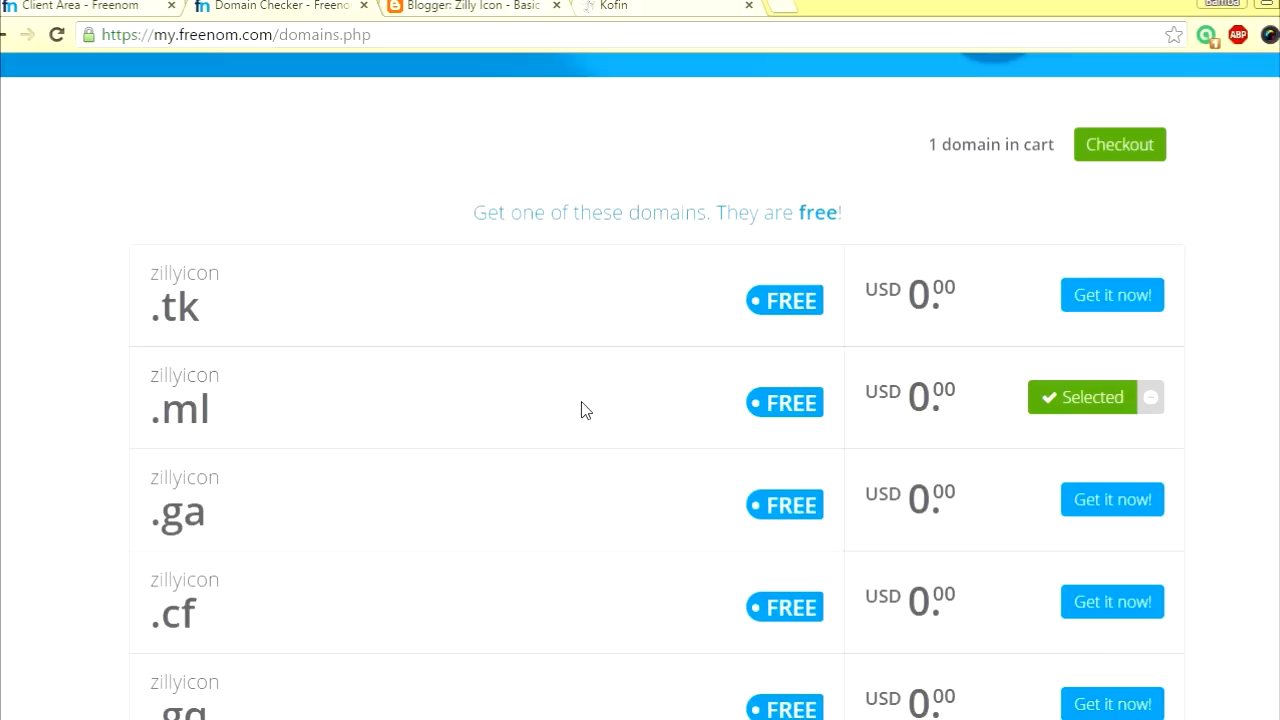 Client Area - Freenom
Domain Checker - Freeno
Blogger: Zilly Icon - Basic
Kofin
https://my.freenom.com/domains.php
ABP
1 domain in cart
Checkout
Get one of these domains. They are free!
zillyicon
.tk
FREE
USD 0.00
Get it now!
zillyicon
.ml
FREE
USD 0.00
Selected
zillyicon
.ga
FREE
USD 0.00
Get it now!
zillyicon
.cf
FREE
USD 0.00
Get it now!
zillyicon
.gq
FREE
USD 0.00
Get it now!